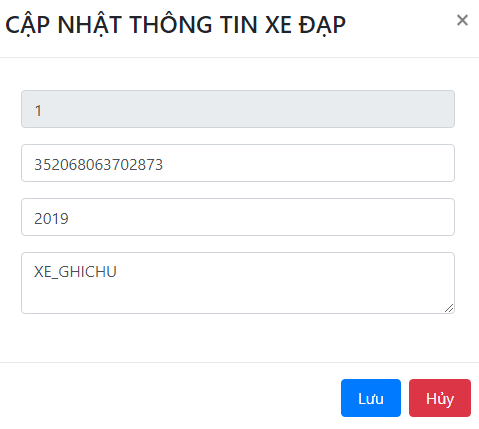 CẬP NHẬT THÔNG TIN XE ĐẠP
×
1
352068063702873
2019
XE_GHICHU
Lưu Hủy